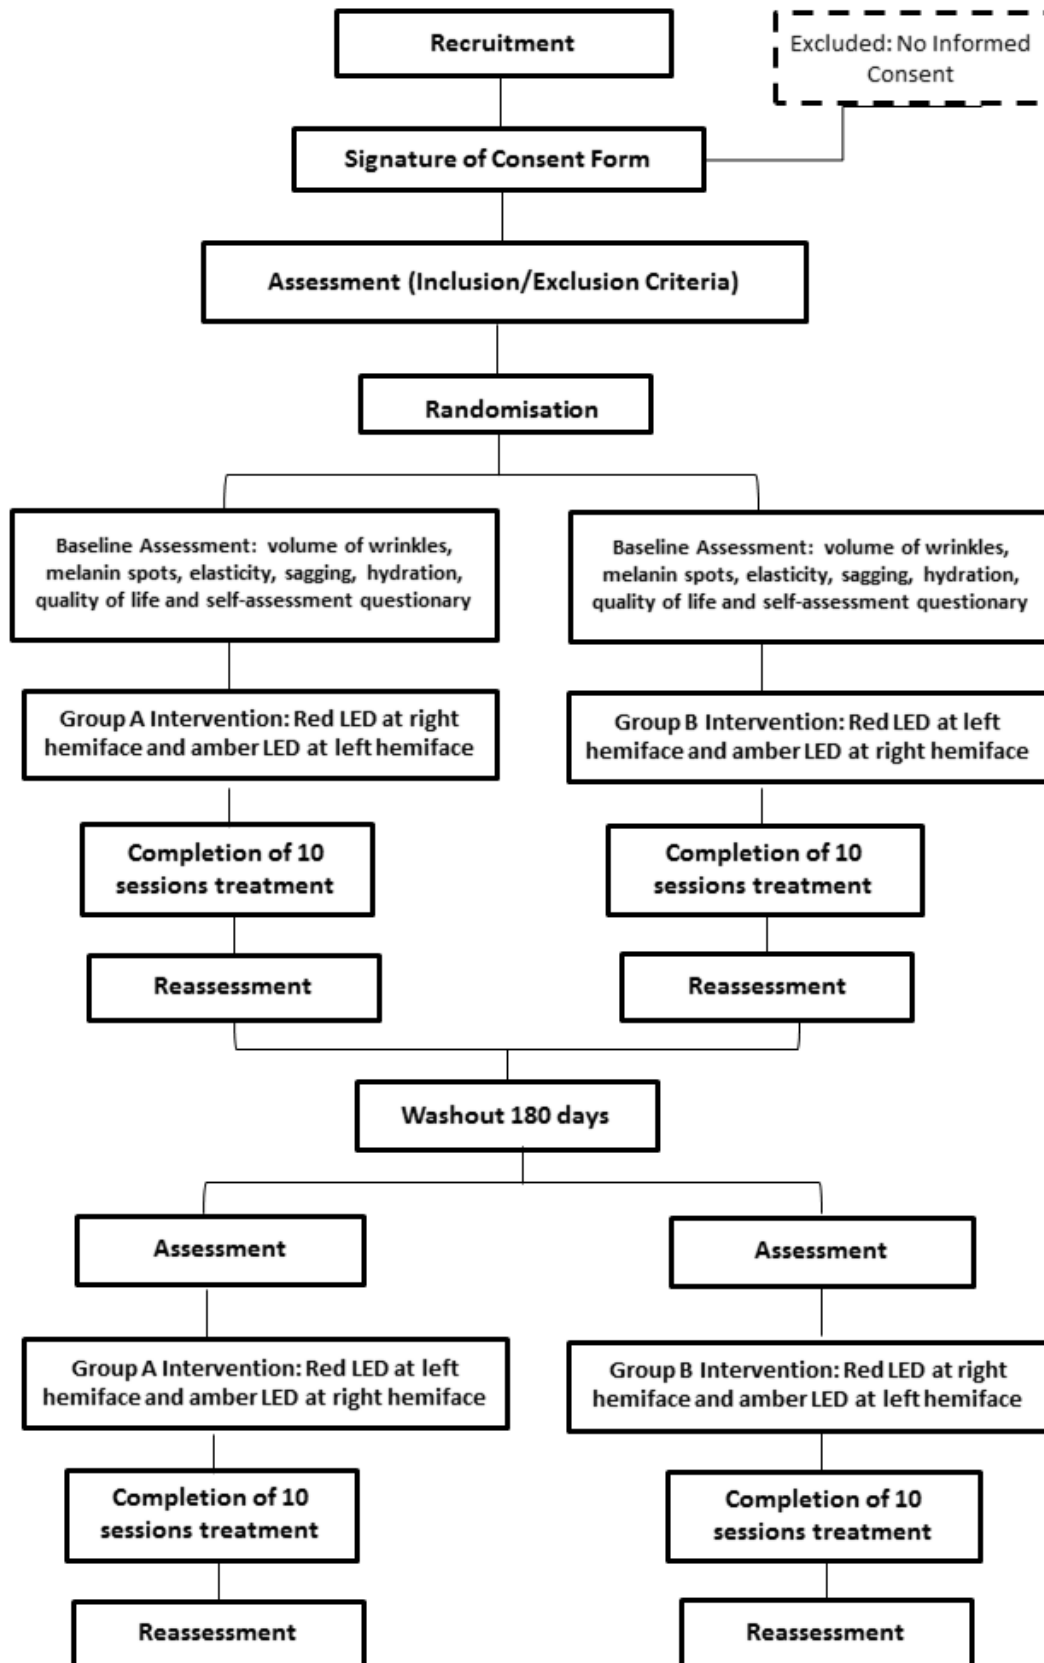 Recruitment
Excluded: No Informed
Consent
Signature of Consent Form
Assessment (Inclusion/Exclusion Criteria)
Randomisation
Baseline Assessment: volume of wrinkles,
melanin spots, elasticity, sagging, hydration,
quality of life and self-assessment questionary
Baseline Assessment: volume of wrinkles,
melanin spots, elasticity, sagging, hydration,
quality of life and self-assessment questionary
Group A Intervention: Red LED at right
hemiface and amber LED at left hemiface
Group B Intervention: Red LED at left
hemiface and amber LED at right hemiface
Completion of 10
sessions treatment
Completion of 10
sessions treatment
Reassessment
Reassessment
Washout 180 days
Assessment
Assessment
Group A Intervention: Red LED at left
hemiface and amber LED at right hemiface
Group B Intervention: Red LED at right
hemiface and amber LED at left hemiface
Completion of 10
sessions treatment
Completion of 10
sessions treatment
Reassessment
Reassessment